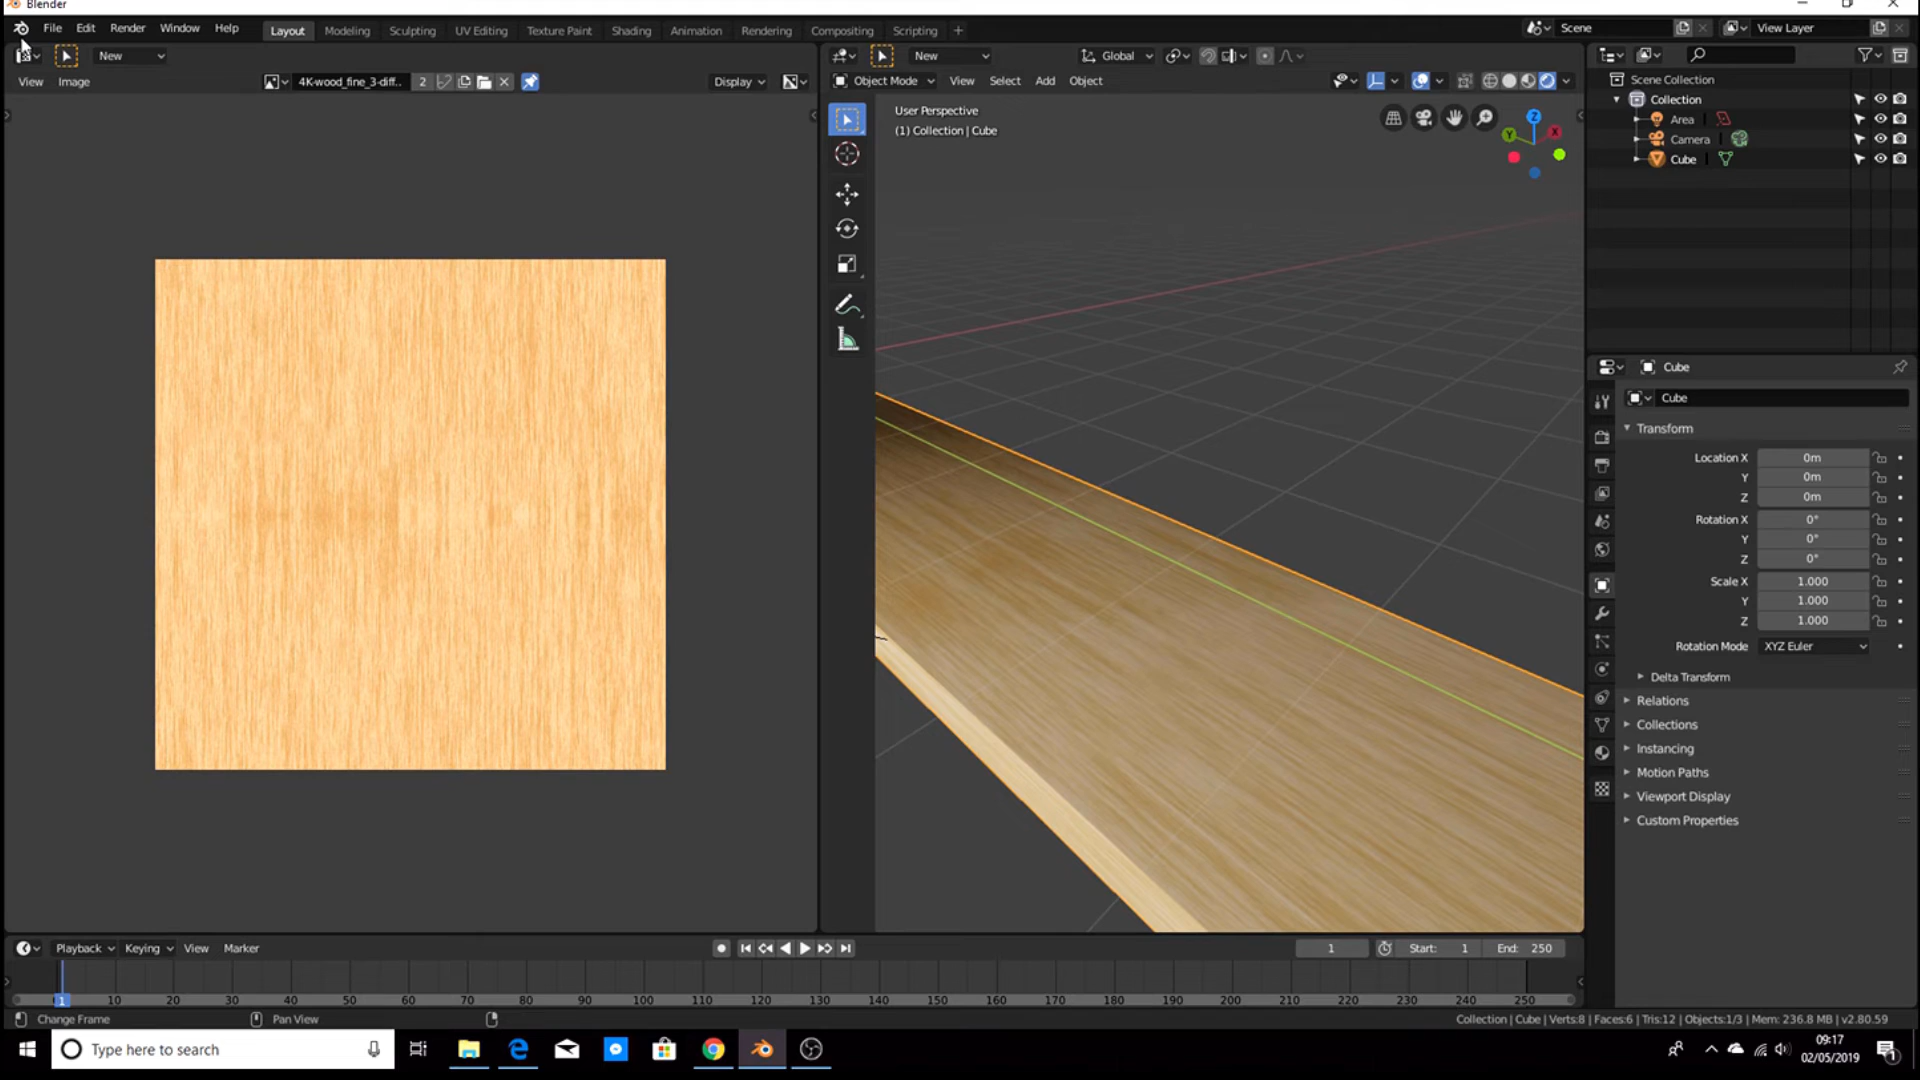 Blender
File Edit Render Window Help Layout Modeling Sculpting UV Editing Texture Paint Shading Animation Rendering Compositing Scripting + Scene View Layer
New New Global
View Image 4K-wood_fine_3-diff.. 2 Display Object Mode View Select Add Object
Scene Collection
Collection
Area
Camera
Cube
User Perspective
(1) Collection | Cube
Z
Y X
Cube
Cube
Transform
Location X 0m
Y 0m
Z 0m
Rotation X 0°
Y 0°
Z 0°
Scale X 1.000
Y 1.000
Z 1.000
Rotation Mode XYZ Euler
Delta Transform
Relations
Collections
Instancing
Motion Paths
Viewport Display
Custom Properties
Playback Keying View Marker 1 Start: 1 End: 250
1 10 20 30 40 50 60 70 80 90 100 110 120 130 140 150 160 170 180 190 200 210 220 230 240 250
Change Frame Pan View Collection | Cube | Verts:8 | Faces:6 | Tris:12 | Objects:1/3 | Mem: 236.8 MB | v2.80.59
Type here to search
09:17
02/05/2019
1